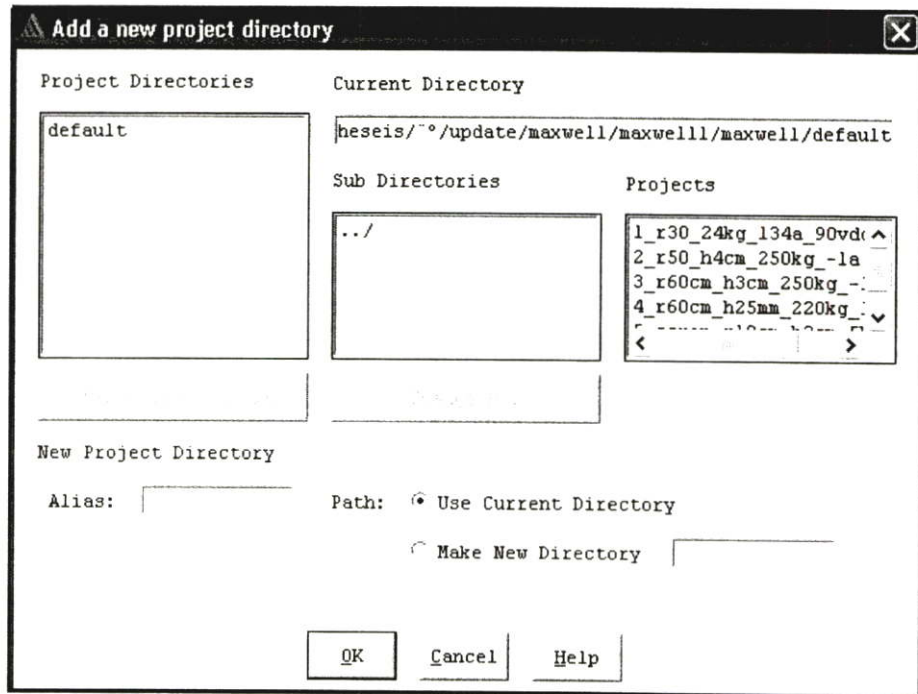 Add a new project directory
Project Directories
default
Current Directory
heseis/¨°/update/maxwell/maxwelll/maxwell/default
Sub Directories
../
Projects
1_r30_24kg_134a_90vd
2_r50_h4cm_250kg_-1a
3_r60cm_h3cm_250kg_-
4_r60cm_h25mm_220kg_
New Project Directory
Alias:
Path:
Use Current Directory
Make New Directory
OK
Cancel
Help